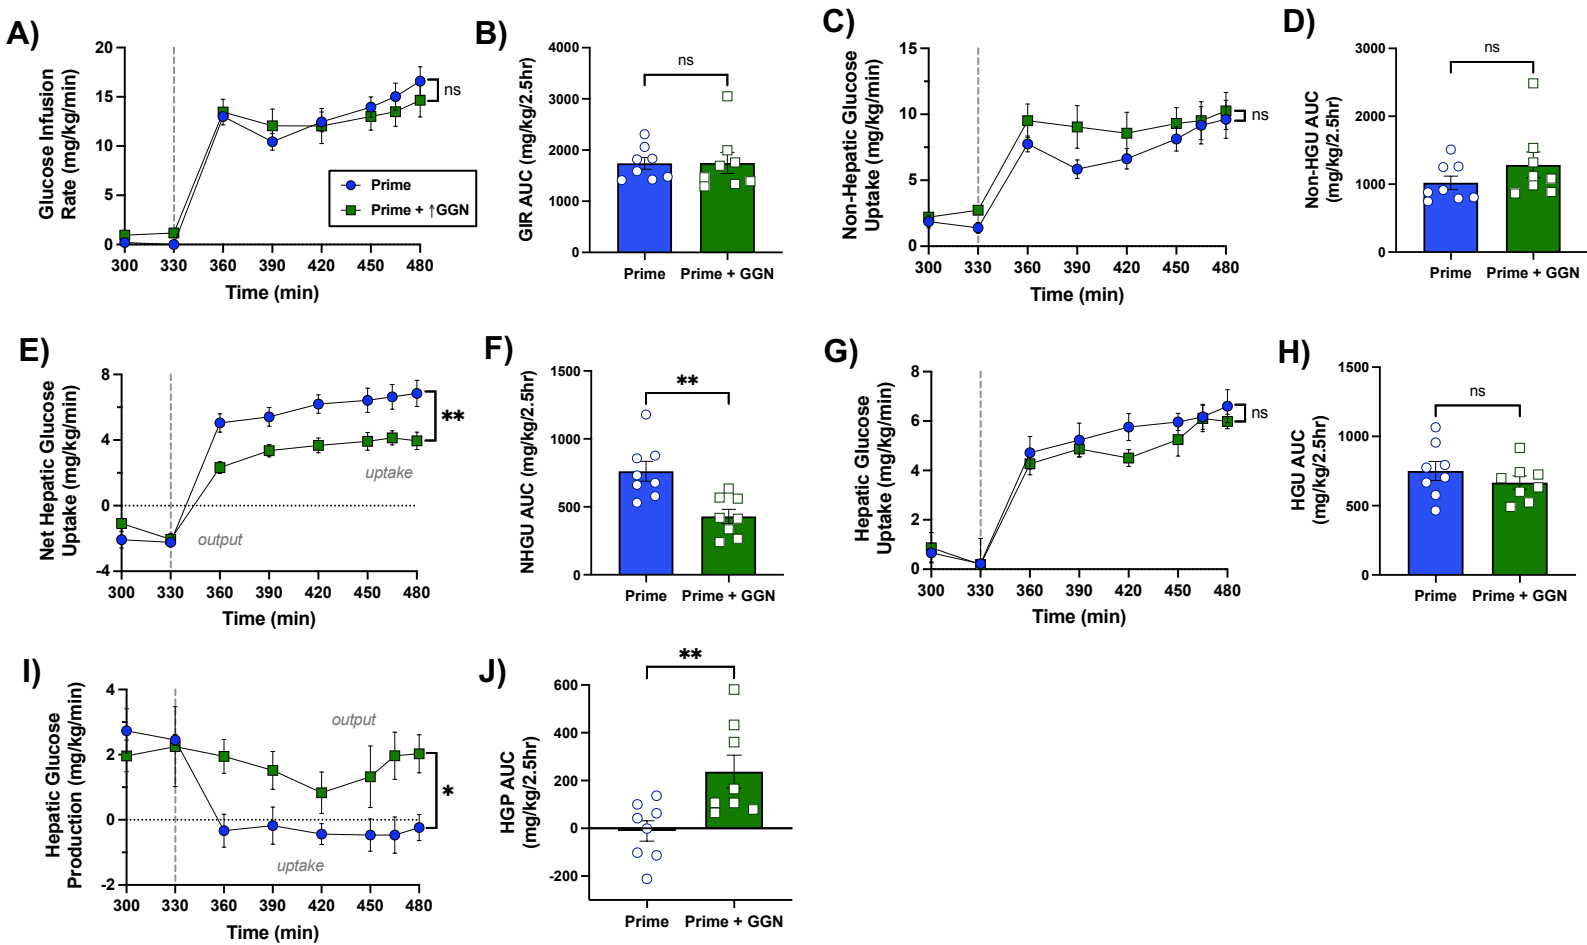 A)
Glucose Infusion
Rate (mg/kg/min)
20
15
10
5
0
300 330 360 390 420 450 480
Time (min)
Prime
Prime + ↑GGN
ns
B)
GIR AUC (mg/kg/2.5hr)
4000
3000
2000
1000
0
ns
Prime Prime + GGN
C)
Non-Hepatic Glucose
Uptake (mg/kg/min)
15
10
5
0
300 330 360 390 420 450 480
Time (min)
ns
D)
Non-HGU AUC
(mg/kg/2.5hr)
3000
2000
1000
0
ns
Prime Prime + GGN
E)
Net Hepatic Glucose
Uptake (mg/kg/min)
8
4
0
-4
300 330 360 390 420 450 480
Time (min)
uptake
output
**
F)
NHGU AUC (mg/kg/2.5hr)
1500
1000
500
0
**
Prime Prime + GGN
G)
Hepatic Glucose
Uptake (mg/kg/min)
8
6
4
2
0
300 330 360 390 420 450 480
Time (min)
ns
H)
HGU AUC
(mg/kg/2.5hr)
1500
1000
500
0
ns
Prime Prime + GGN
I)
Hepatic Glucose
Production (mg/kg/min)
4
2
0
-2
300 330 360 390 420 450 480
Time (min)
output
uptake
*
J)
HGP AUC
(mg/kg/2.5hr)
600
400
200
0
-200
**
Prime Prime + GGN